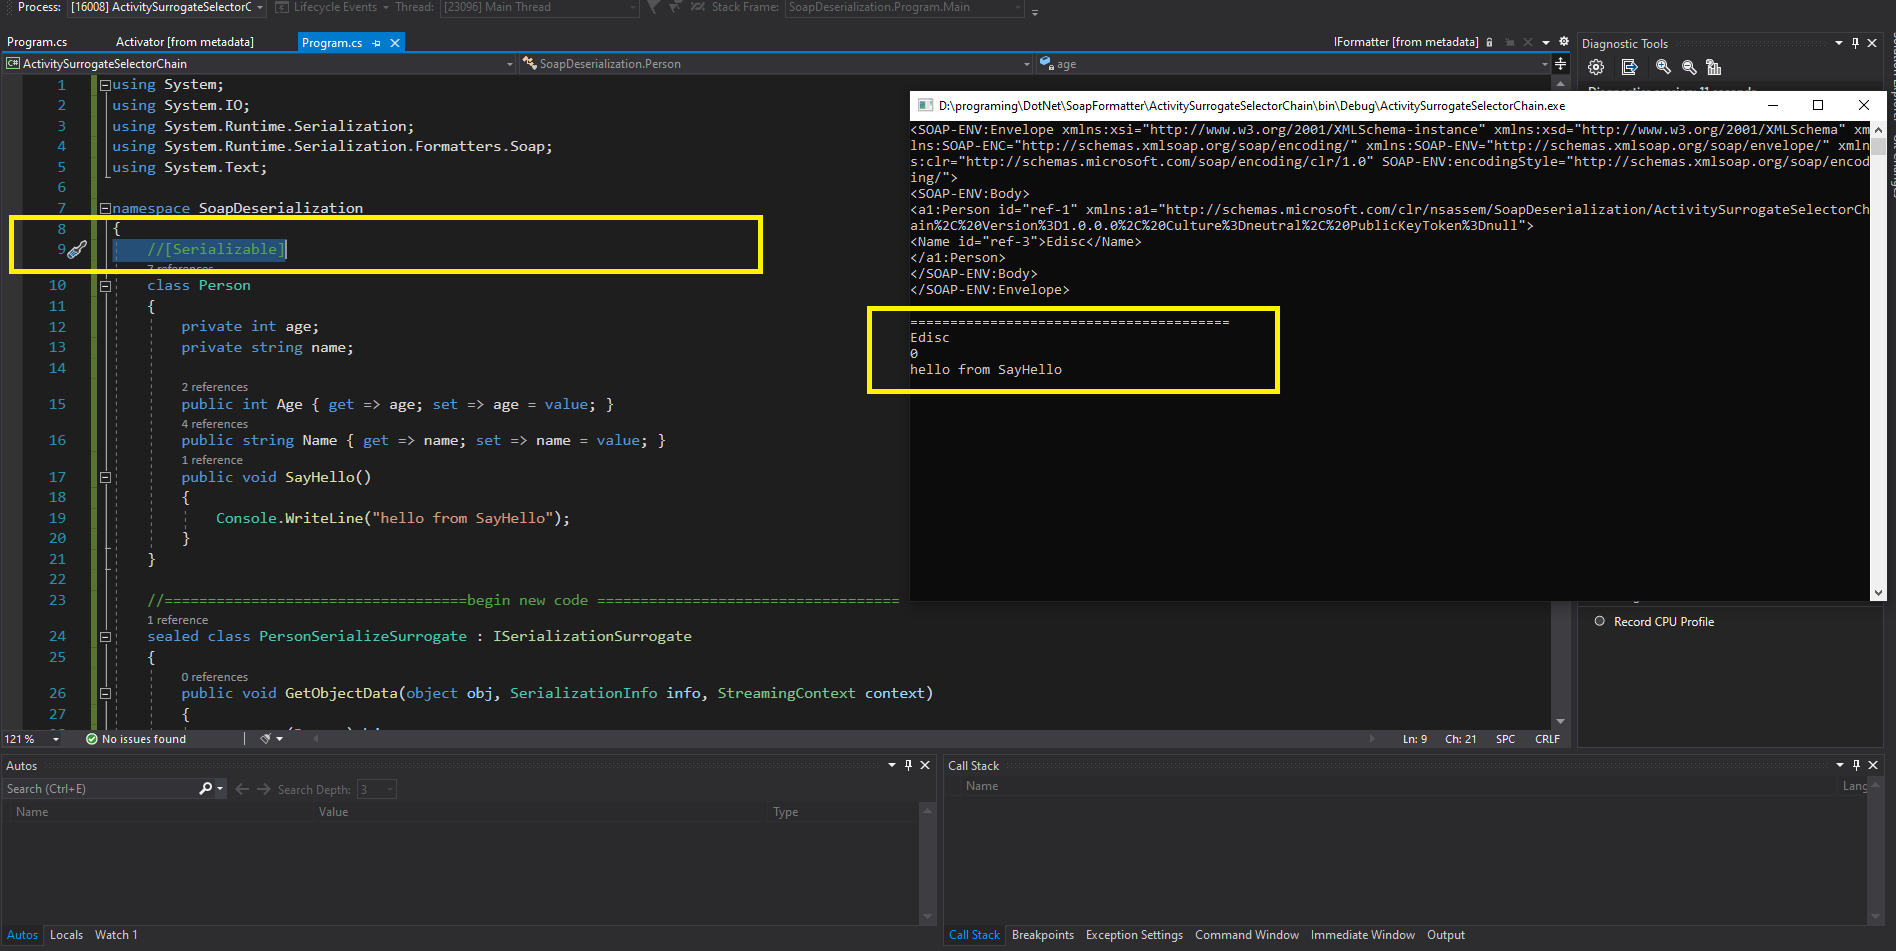 Process: [16008] ActivitySurrogateSelectorC Lifecycle Events Thread: [23096] Main Thread Stack Frame: SoapDeserialization.Program.Main
Program.cs Activator [from metadata] Program.cs IFormatter [from metadata] Diagnostic Tools
C# ActivitySurrogateSelectorChain SoapDeserialization.Person age
1 using System;
2 using System.IO;
3 using System.Runtime.Serialization;
4 using System.Runtime.Serialization.Formatters.Soap;
5 using System.Text;
6
7 namespace SoapDeserialization
8 {
9 //[Serializable]
7 references
10 class Person
11 {
12 private int age;
13 private string name;
14
2 references
15 public int Age { get => age; set => age = value; }
4 references
16 public string Name { get => name; set => name = value; }
1 reference
17 public void SayHello()
18 {
19 Console.WriteLine("hello from SayHello");
20 }
21 }
22
23 //===================================begin new code ===================================
1 reference
24 sealed class PersonSerializeSurrogate : ISerializationSurrogate
25 {
0 references
26 public void GetObjectData(object obj, SerializationInfo info, StreamingContext context)
27 {
D:\programing\DotNet\SoapFormatter\ActivitySurrogateSelectorChain\bin\Debug\ActivitySurrogateSelectorChain.exe
<SOAP-ENV:Envelope xmlns:xsi="http://www.w3.org/2001/XMLSchema-instance" xmlns:xsd="http://www.w3.org/2001/XMLSchema" xm
lns:SOAP-ENC="http://schemas.xmlsoap.org/soap/encoding/" xmlns:SOAP-ENV="http://schemas.xmlsoap.org/soap/envelope/" xmln
s:clr="http://schemas.microsoft.com/soap/encoding/clr/1.0" SOAP-ENV:encodingStyle="http://schemas.xmlsoap.org/soap/encod
ing/">
<SOAP-ENV:Body>
<a1:Person id="ref-1" xmlns:a1="http://schemas.microsoft.com/clr/nsassem/SoapDeserialization/ActivitySurrogateSelectorCh
ain%2C%20Version%3D1.0.0.0%2C%20Culture%3Dneutral%2C%20PublicKeyToken%3Dnull">
<Name id="ref-3">Edisc</Name>
</a1:Person>
</SOAP-ENV:Body>
</SOAP-ENV:Envelope>
========================================
Edisc
0
hello from SayHello
Record CPU Profile
121 % No issues found Ln: 9 Ch: 21 SPC CRLF
Autos
Search (Ctrl+E) Search Depth: 3
Name Value Type
Call Stack
Name Lang
Autos Locals Watch 1
Call Stack Breakpoints Exception Settings Command Window Immediate Window Output